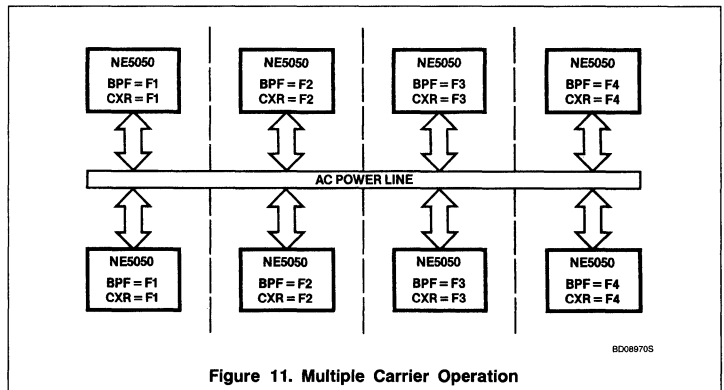 NE5050
BPF = F1
CXR = F1
NE5050
BPF = F2
CXR = F2
NE5050
BPF = F3
CXR = F3
NE5050
BPF = F4
CXR = F4
AC POWER LINE
NE5050
BPF = F1
CXR = F1
NE5050
BPF = F2
CXR = F2
NE5050
BPF = F3
CXR = F3
NE5050
BPF = F4
CXR = F4
BD08970S
Figure 11. Multiple Carrier Operation